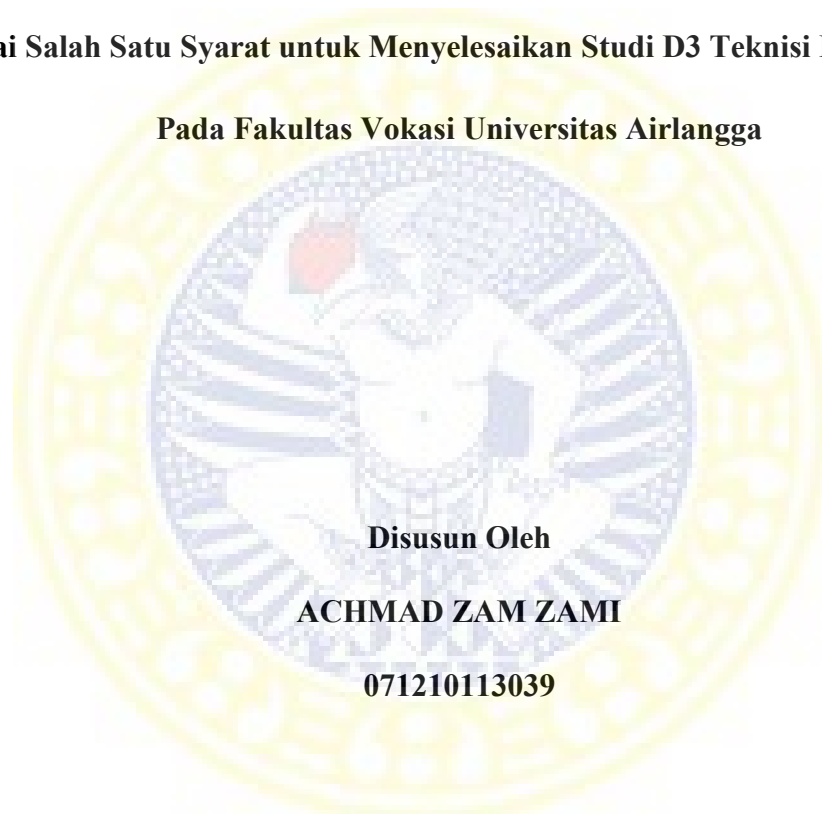 Salah Satu Syarat untuk Menyelesaikan Studi D3 Teknisi
Pada Fakultas Vokasi Universitas Airlangga
Disusun Oleh
ACHMAD ZAM ZAMI
071210113039